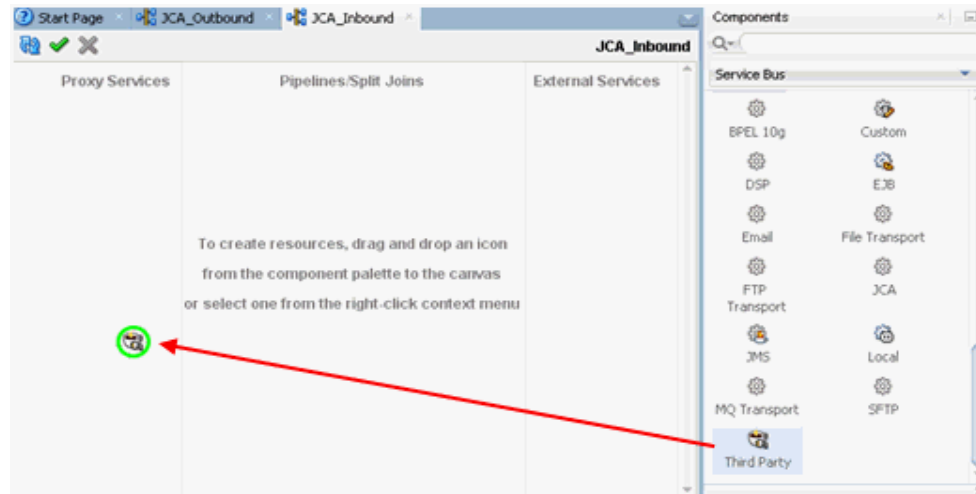 Start Page
JCA_Outbound
JCA_Inbound
Components
JCA_Inbound
Proxy Services
Pipelines/Split Joins
External Services
Service Bus
BPEL 10g
Custom
DSP
EJB
Email
File Transport
To create resources, drag and drop an icon
from the component palette to the canvas
or select one from the right-click context menu
FTP
Transport
JCA
JMS
Local
MQ Transport
SFTP
Third Party